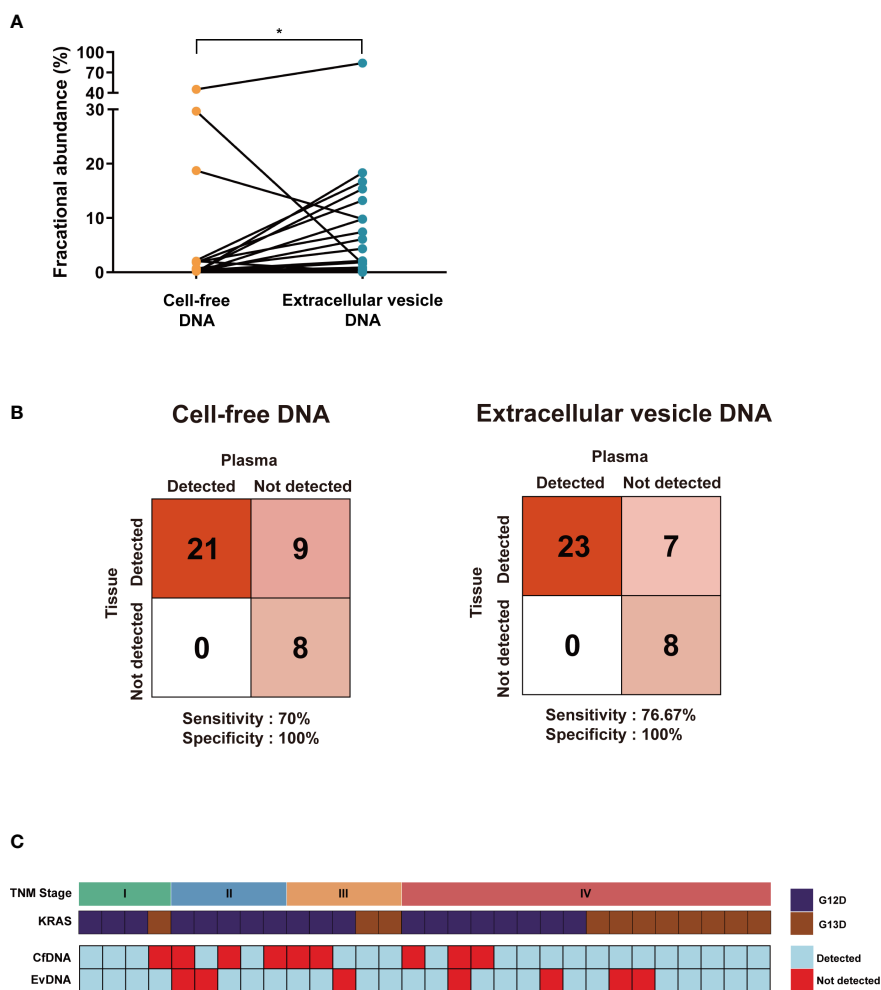 A
*
Fracational abundance (%)
100
70
40
30
20
10
0
Cell-free
DNA
Extracellular vesicle
DNA
B
Cell-free DNA
Plasma
Detected Not detected
Tissue
Detected
Not detected
21 9
0 8
Sensitivity : 70%
Specificity : 100%
Extracellular vesicle DNA
Plasma
Detected Not detected
Tissue
Detected
Not detected
23 7
0 8
Sensitivity : 76.67%
Specificity : 100%
C
TNM Stage I II III IV
KRAS
CfDNA
EvDNA
G12D
G13D
Detected
Not detected